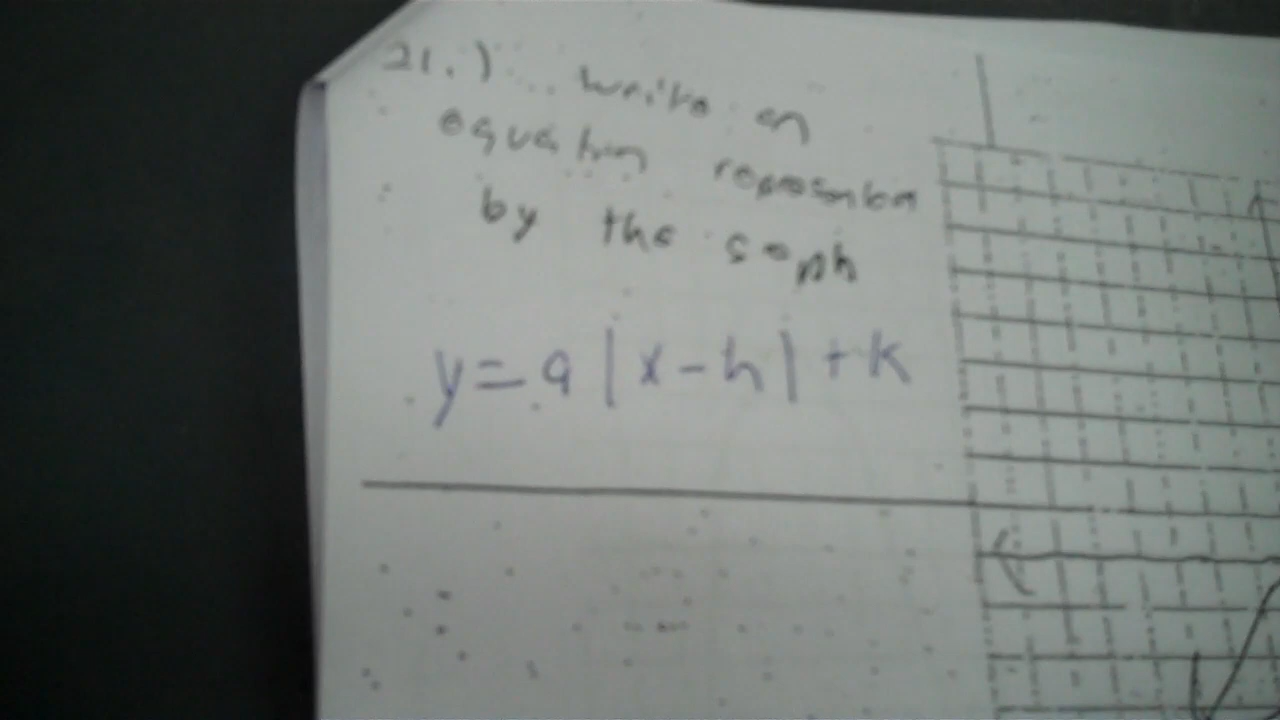 21.) write an
equation represented
by the graph
y = a |x - h| + k